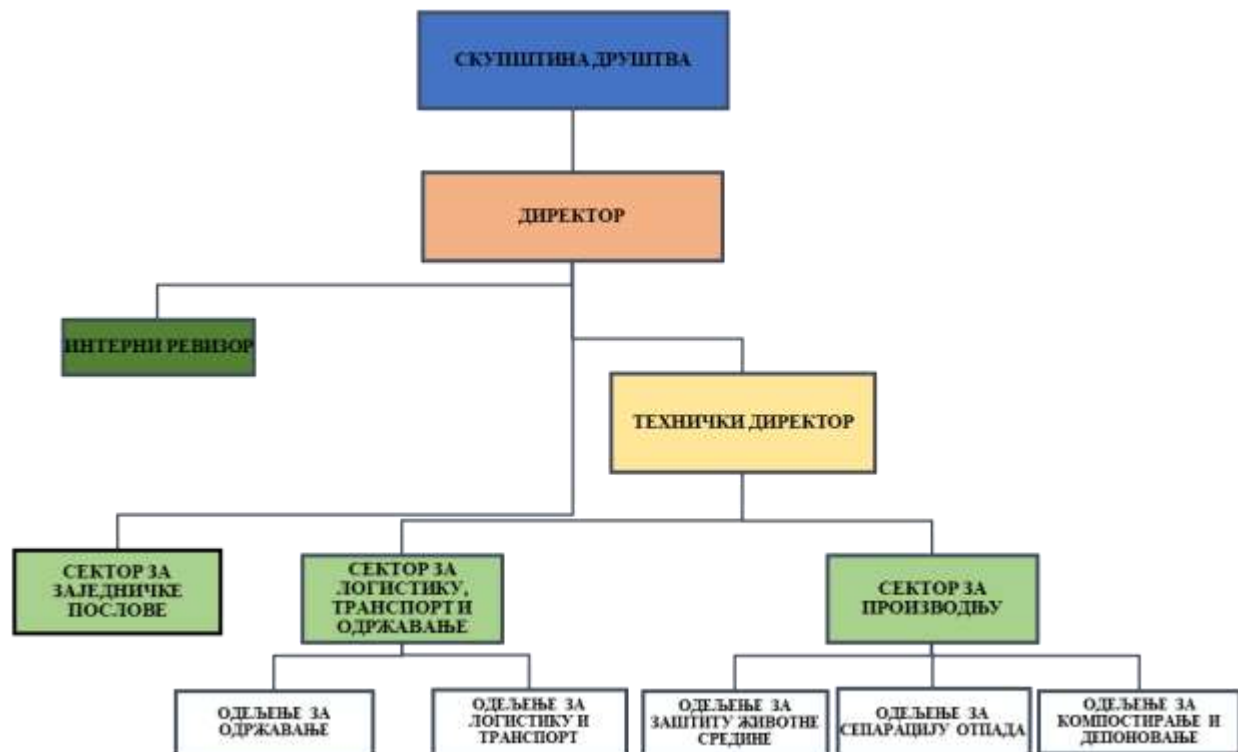 СКУПШТИНА ДРУШТВА
ДИРЕКТОР
ИНТЕРНИ РЕВИЗОР
ТЕХНИЧКИ ДИРЕКТОР
СЕКТОР ЗА
ЗАЈЕДНИЧКЕ
ПОСЛОВЕ
СЕКТОР ЗА
ЛОГИСТИКУ,
ТРАНСПОРТ И
ОДРЖАВАЊЕ
СЕКТОР ЗА
ПРОИЗВОДЊУ
ОДЕЉЕЊЕ ЗА
ОДРЖАВАЊЕ
ОДЕЉЕЊЕ ЗА
ЛОГИСТИКУ И
ТРАНСПОРТ
ОДЕЉЕЊЕ ЗА
ЗАШТИТУ ЖИВОТНЕ
СРЕДИНЕ
ОДЕЉЕЊЕ ЗА
СЕПАРАЦИЈУ ОТПАДА
ОДЕЉЕЊЕ ЗА
КОМПОСТИРАЊЕ И
ДЕПОНОВАЊЕ